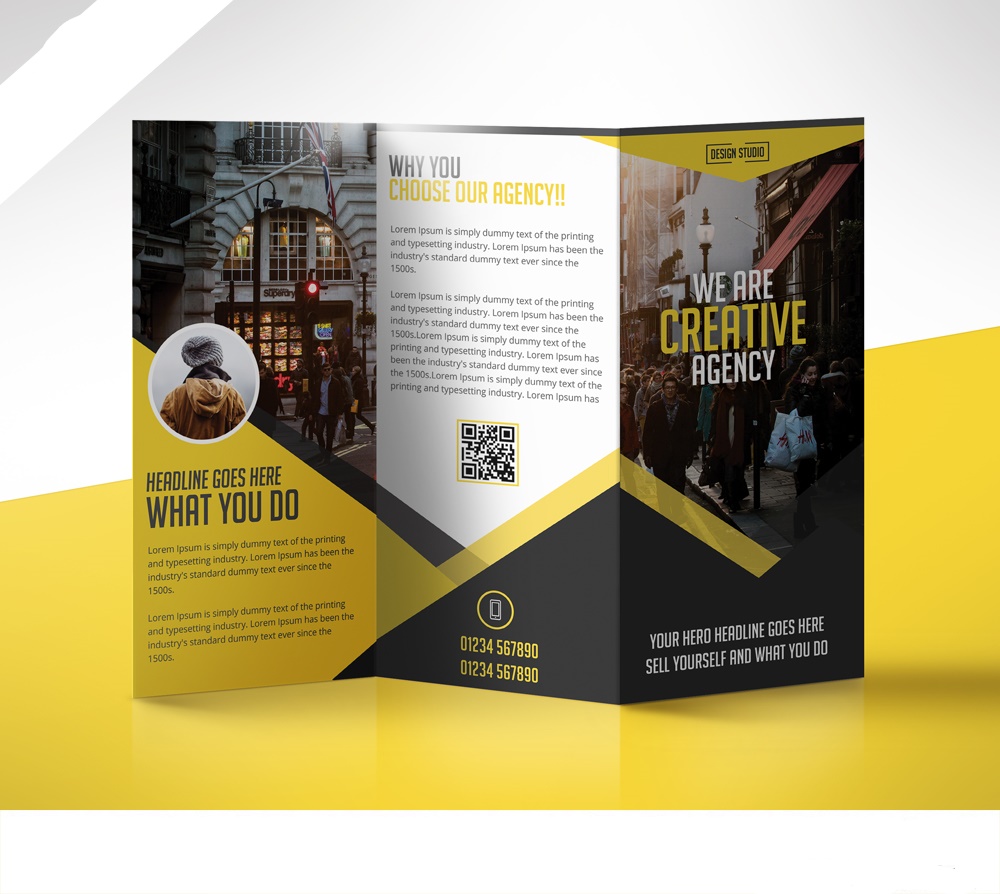 Superdry
HEADLINE GOES HERE
WHAT YOU DO
Lorem Ipsum is simply dummy text of the printing
and typesetting industry. Lorem Ipsum has been the
industry's standard dummy text ever since the
1500s.
Lorem Ipsum is simply dummy text of the printing
and typesetting industry. Lorem Ipsum has been the
industry's standard dummy text ever since the
1500s.
WHY YOU
CHOOSE OUR AGENCY!!
Lorem Ipsum is simply dummy text of the printing
and typesetting industry. Lorem Ipsum has been the
industry's standard dummy text ever since the
1500s.
Lorem Ipsum is simply dummy text of the printing
and typesetting industry. Lorem Ipsum has been the
industry's standard dummy text ever since the
1500s.Lorem Ipsum is simply dummy text of the
printing and typesetting industry. Lorem Ipsum has
been the industry's standard dummy text ever since
the 1500s.Lorem Ipsum is simply dummy text of the
printing and typesetting industry. Lorem Ipsum has
01234 567890
01234 567890
DESIGN STUDIO
WE ARE
CREATIVE
AGENCY
H&M
YOUR HERO HEADLINE GOES HERE
SELL YOURSELF AND WHAT YOU DO